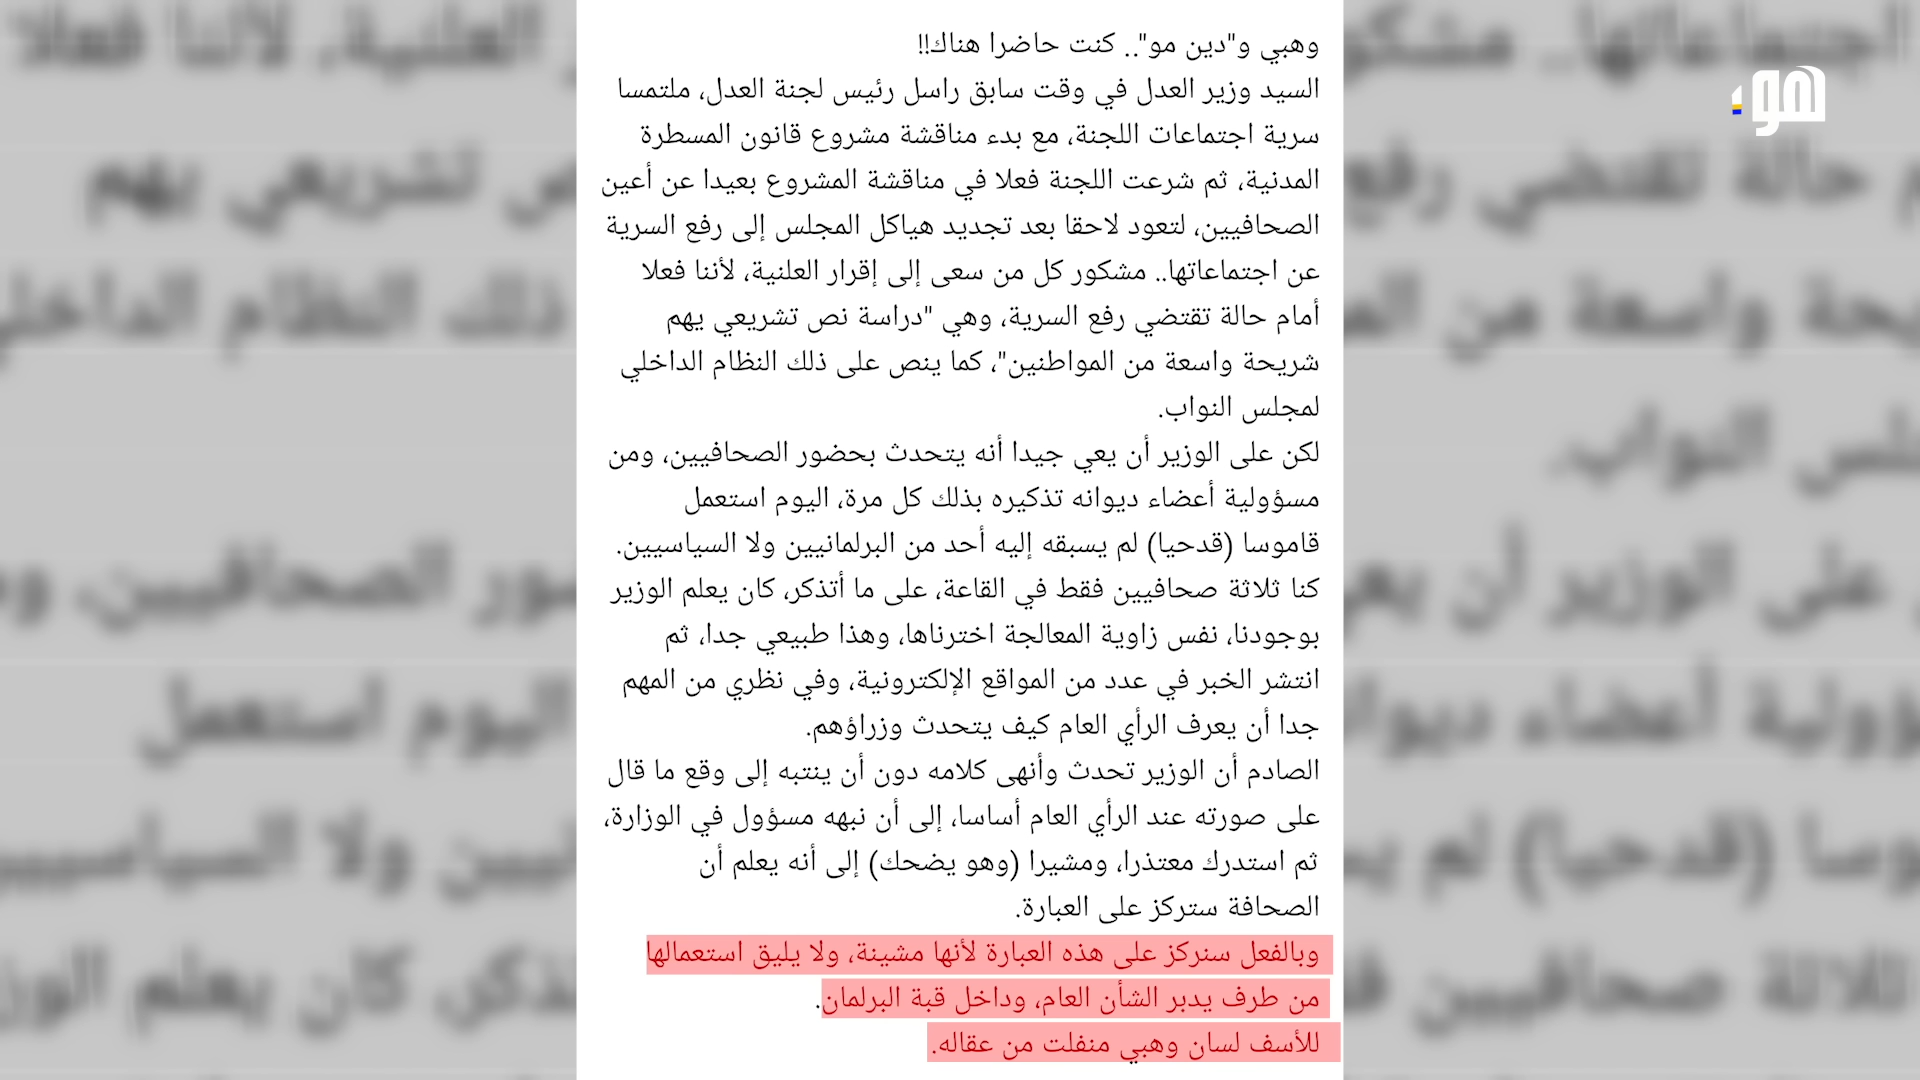 وهبي و"دين مو".. كنت حاضرا هناك!!
السيد وزير العدل في وقت سابق راسل رئيس لجنة العدل، ملتمسا
سرية اجتماعات اللجنة، مع بدء مناقشة مشروع قانون المسطرة
المدنية، ثم شرعت اللجنة فعلا في مناقشة المشروع بعيدا عن أعين
الصحافيين، لتعود لاحقا بعد تجديد هياكل المجلس إلى رفع السرية
عن اجتماعاتها.. مشكور كل من سعى إلى إقرار العلنية، لأننا فعلا
أمام حالة تقتضي رفع السرية، وهي "دراسة نص تشريعي يهم
شريحة واسعة من المواطنين"، كما ينص على ذلك النظام الداخلي
لمجلس النواب.
لكن على الوزير أن يعي جيدا أنه يتحدث بحضور الصحافيين، ومن
مسؤولية أعضاء ديوانه تذكيره بذلك كل مرة، اليوم استعمل
قاموسا (قدحيا) لم يسبقه إليه أحد من البرلمانيين ولا السياسيين.
كنا ثلاثة صحافيين فقط في القاعة، على ما أتذكر، كان يعلم الوزير
بوجودنا، نفس زاوية المعالجة اخترناها، وهذا طبيعي جدا، ثم
انتشر الخبر في عدد من المواقع الإلكترونية، وفي نظري من المهم
جدا أن يعرف الرأي العام كيف يتحدث وزراؤهم.
الصادم أن الوزير تحدث وأنهى كلامه دون أن ينتبه إلى وقع ما قال
على صورته عند الرأي العام أساسا، إلى أن نبهه مسؤول في الوزارة،
ثم استدرك معتذرا، ومشيرا (وهو يضحك) إلى أنه يعلم أن
الصحافة ستركز على العبارة.
وبالفعل سنركز على هذه العبارة لأنها مشينة، ولا يليق استعمالها
من طرف يدبر الشأن العام، وداخل قبة البرلمان.
للأسف لسان وهبي منفلت من عقاله.